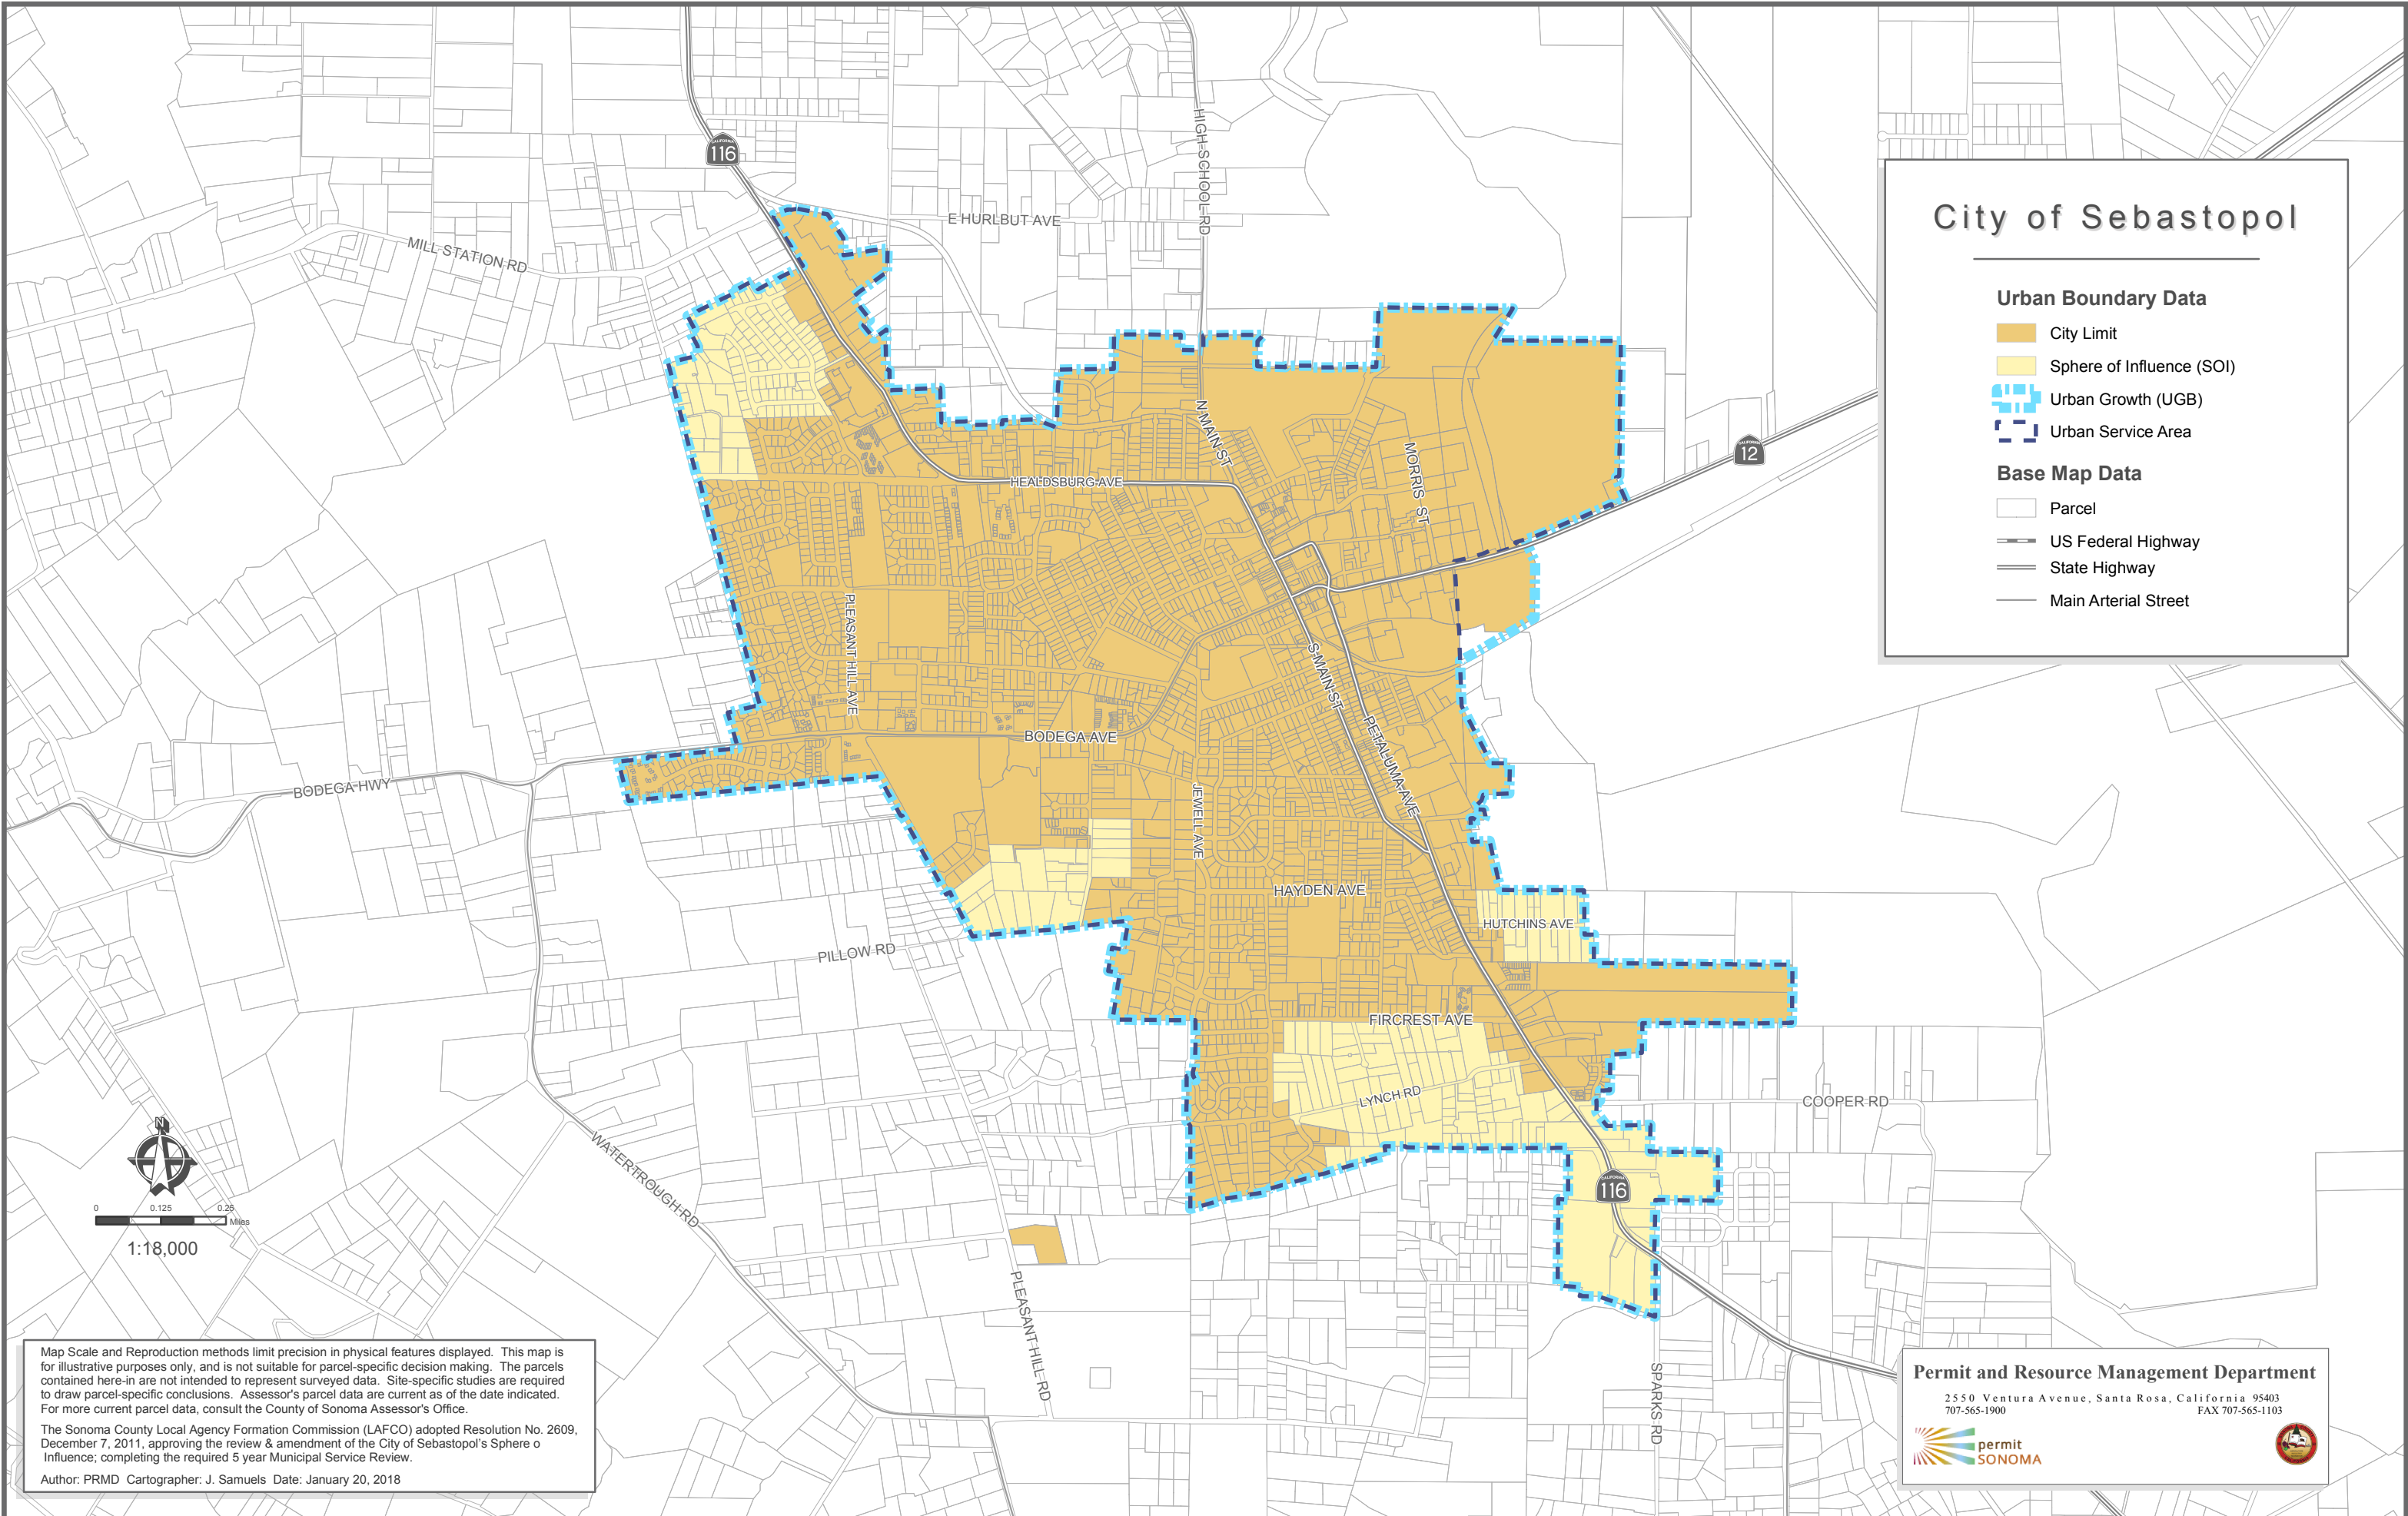 116
HIGH SCHOOL RD
E HURLBUT AVE
MILL STATION RD
City of Sebastopol
Urban Boundary Data
City Limit
Sphere of Influence (SOI)
Urban Growth (UGB)
Urban Service Area
Base Map Data
Parcel
US Federal Highway
State Highway
Main Arterial Street
CALIFORNIA
12
N MAIN ST
MORRIS ST
HEALDSBURG AVE
PLEASANT HILL AVE
S MAIN ST
PETALUMA AVE
BODEGA AVE
BODEGA HWY
JEWELL AVE
HAYDEN AVE
HUTCHINS AVE
PILLOW RD
FIRCREST AVE
LYNCH RD
COOPER RD
WATERTROUGH RD
CALIFORNIA
116
PLEASANT HILL RD
SPARKS RD
N
0 0.125 0.25
Miles
1:18,000
Map Scale and Reproduction methods limit precision in physical features displayed. This map is
for illustrative purposes only, and is not suitable for parcel-specific decision making. The parcels
contained here-in are not intended to represent surveyed data. Site-specific studies are required
to draw parcel-specific conclusions. Assessor's parcel data are current as of the date indicated.
For more current parcel data, consult the County of Sonoma Assessor's Office.
The Sonoma County Local Agency Formation Commission (LAFCO) adopted Resolution No. 2609,
December 7, 2011, approving the review & amendment of the City of Sebastopol's Sphere o
Influence; completing the required 5 year Municipal Service Review.
Author: PRMD Cartographer: J. Samuels Date: January 20, 2018
Permit and Resource Management Department
2550 Ventura Avenue, Santa Rosa, California 95403
707-565-1900 FAX 707-565-1103
permit
SONOMA